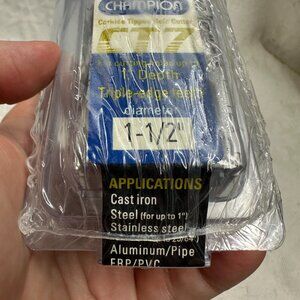 CHAMPION
Carbide Tipped Hole Cutter
CT7
1" Depth
Triple-edge teeth
diameter
1-1/2"
APPLICATIONS
Cast iron
Steel (for up to 1")
Stainless steel
Aluminum/Pipe
FRP/PVC